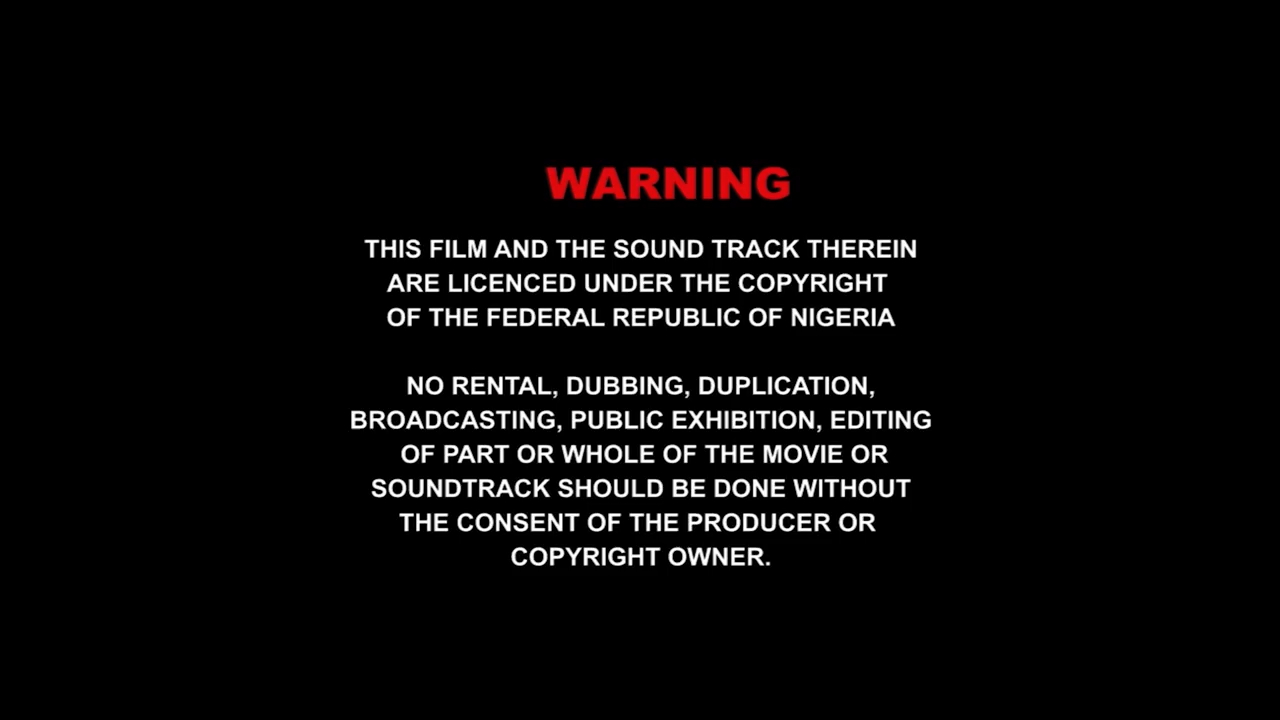 WARNING
THIS FILM AND THE SOUND TRACK THEREIN
ARE LICENCED UNDER THE COPYRIGHT
OF THE FEDERAL REPUBLIC OF NIGERIA
NO RENTAL, DUBBING, DUPLICATION,
BROADCASTING, PUBLIC EXHIBITION, EDITING
OF PART OR WHOLE OF THE MOVIE OR
SOUNDTRACK SHOULD BE DONE WITHOUT
THE CONSENT OF THE PRODUCER OR
COPYRIGHT OWNER.